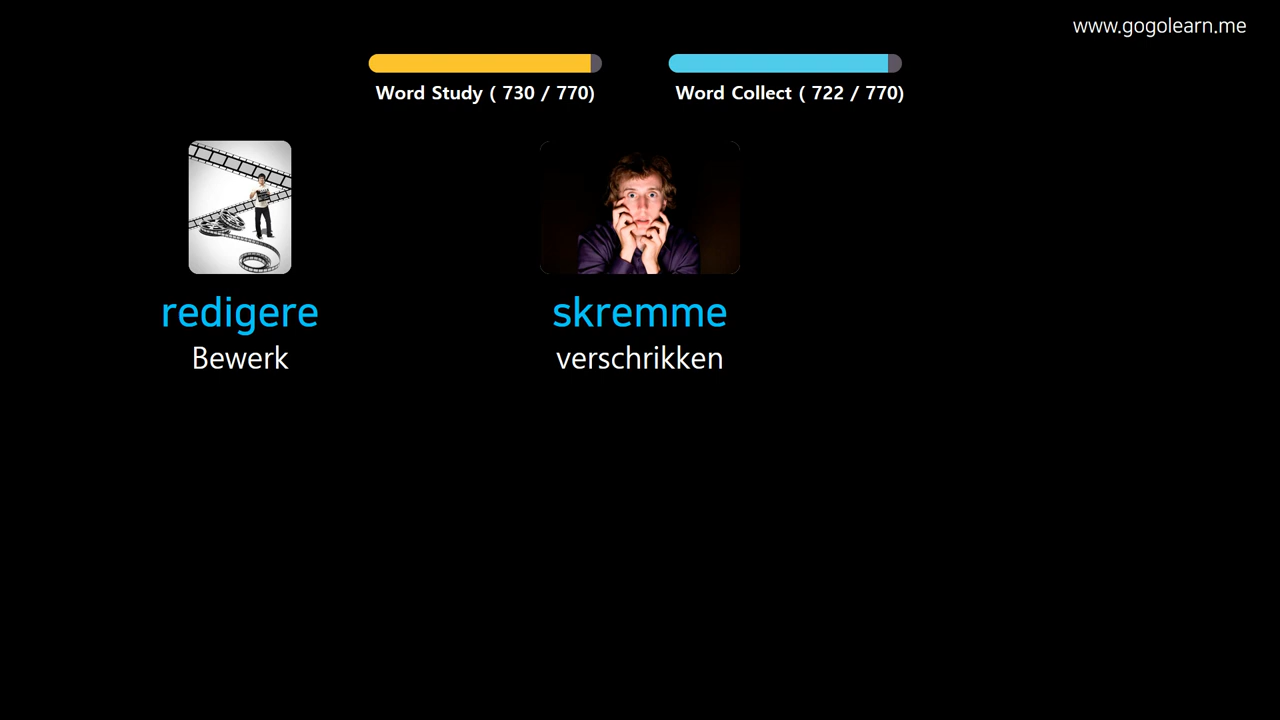 www.gogolearn.me
Word Study ( 730 / 770)
Word Collect ( 722 / 770)
redigere
Bewerk
skremme
verschrikken